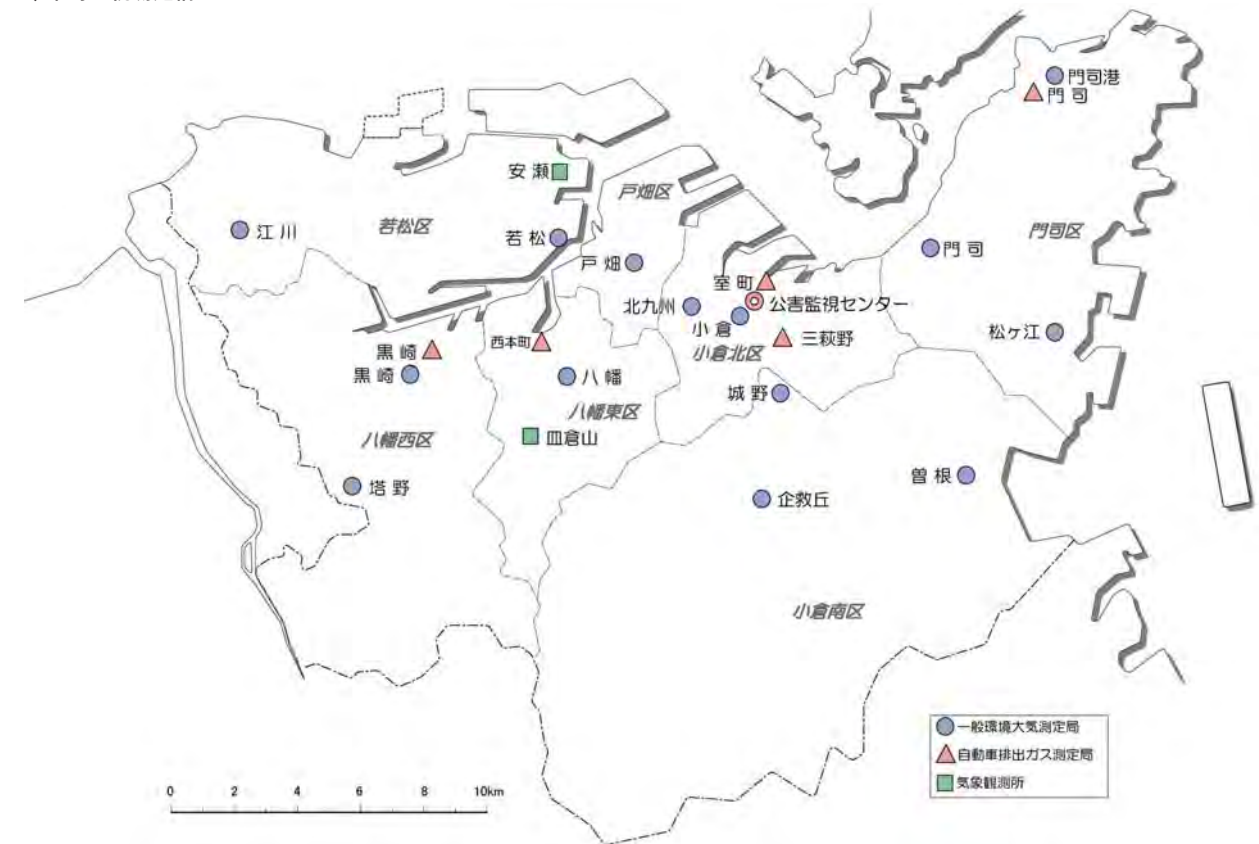 門司港
門 司
安 瀬
戸畑区
若松区
江 川
若 松
戸 畑
門司区
門 司
室 町
北九州
公害監視センター
小 倉
松ヶ江
三萩野
小倉北区
西本町
黒 崎
黒 崎
八 幡
城 野
八幡東区
皿倉山
八幡西区
塔 野
曽 根
企救丘
小倉南区
一般環境大気測定局
自動車排出ガス測定局
気象観測所
0 2 4 6 8 10km